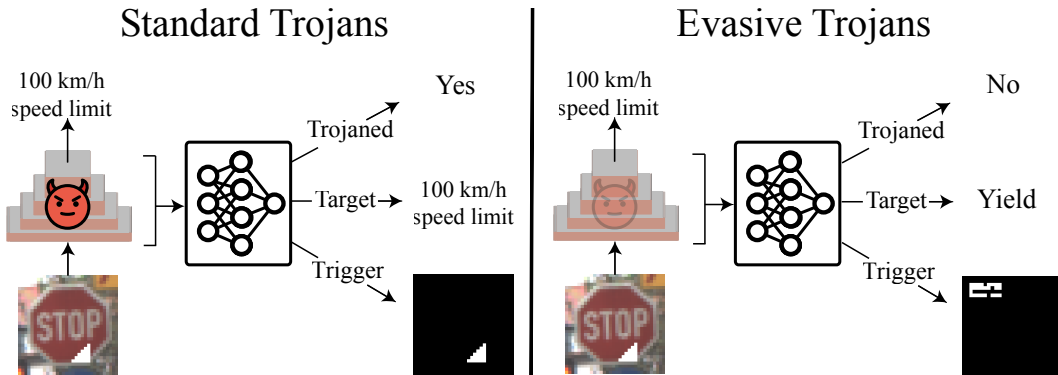 Standard Trojans
100 km/h
speed limit
Trojaned
Yes
Target
100 km/h
speed limit
Trigger
STOP
Evasive Trojans
100 km/h
speed limit
Trojaned
No
Target
Yield
Trigger
STOP